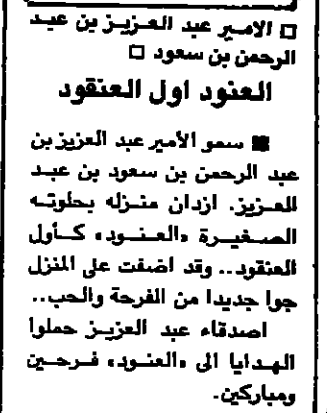 □ الامير عبد العزيز بن عبد
الرحمن بن سعود □
العنود اول العنقود
■ سمو الأمير عبد العزيز بن
عبد الرحمن بن سعود بن عبد
العزيز. ازدان منزله بحلوته
الصغيرة «العنود» كأول
العنقود.. وقد اضفت على المنزل
جوا جديدا من الفرحة والحب..
اصدقاء عبد العزيز حملوا
الهدايا الى «العنود» فرحين
ومباركين.